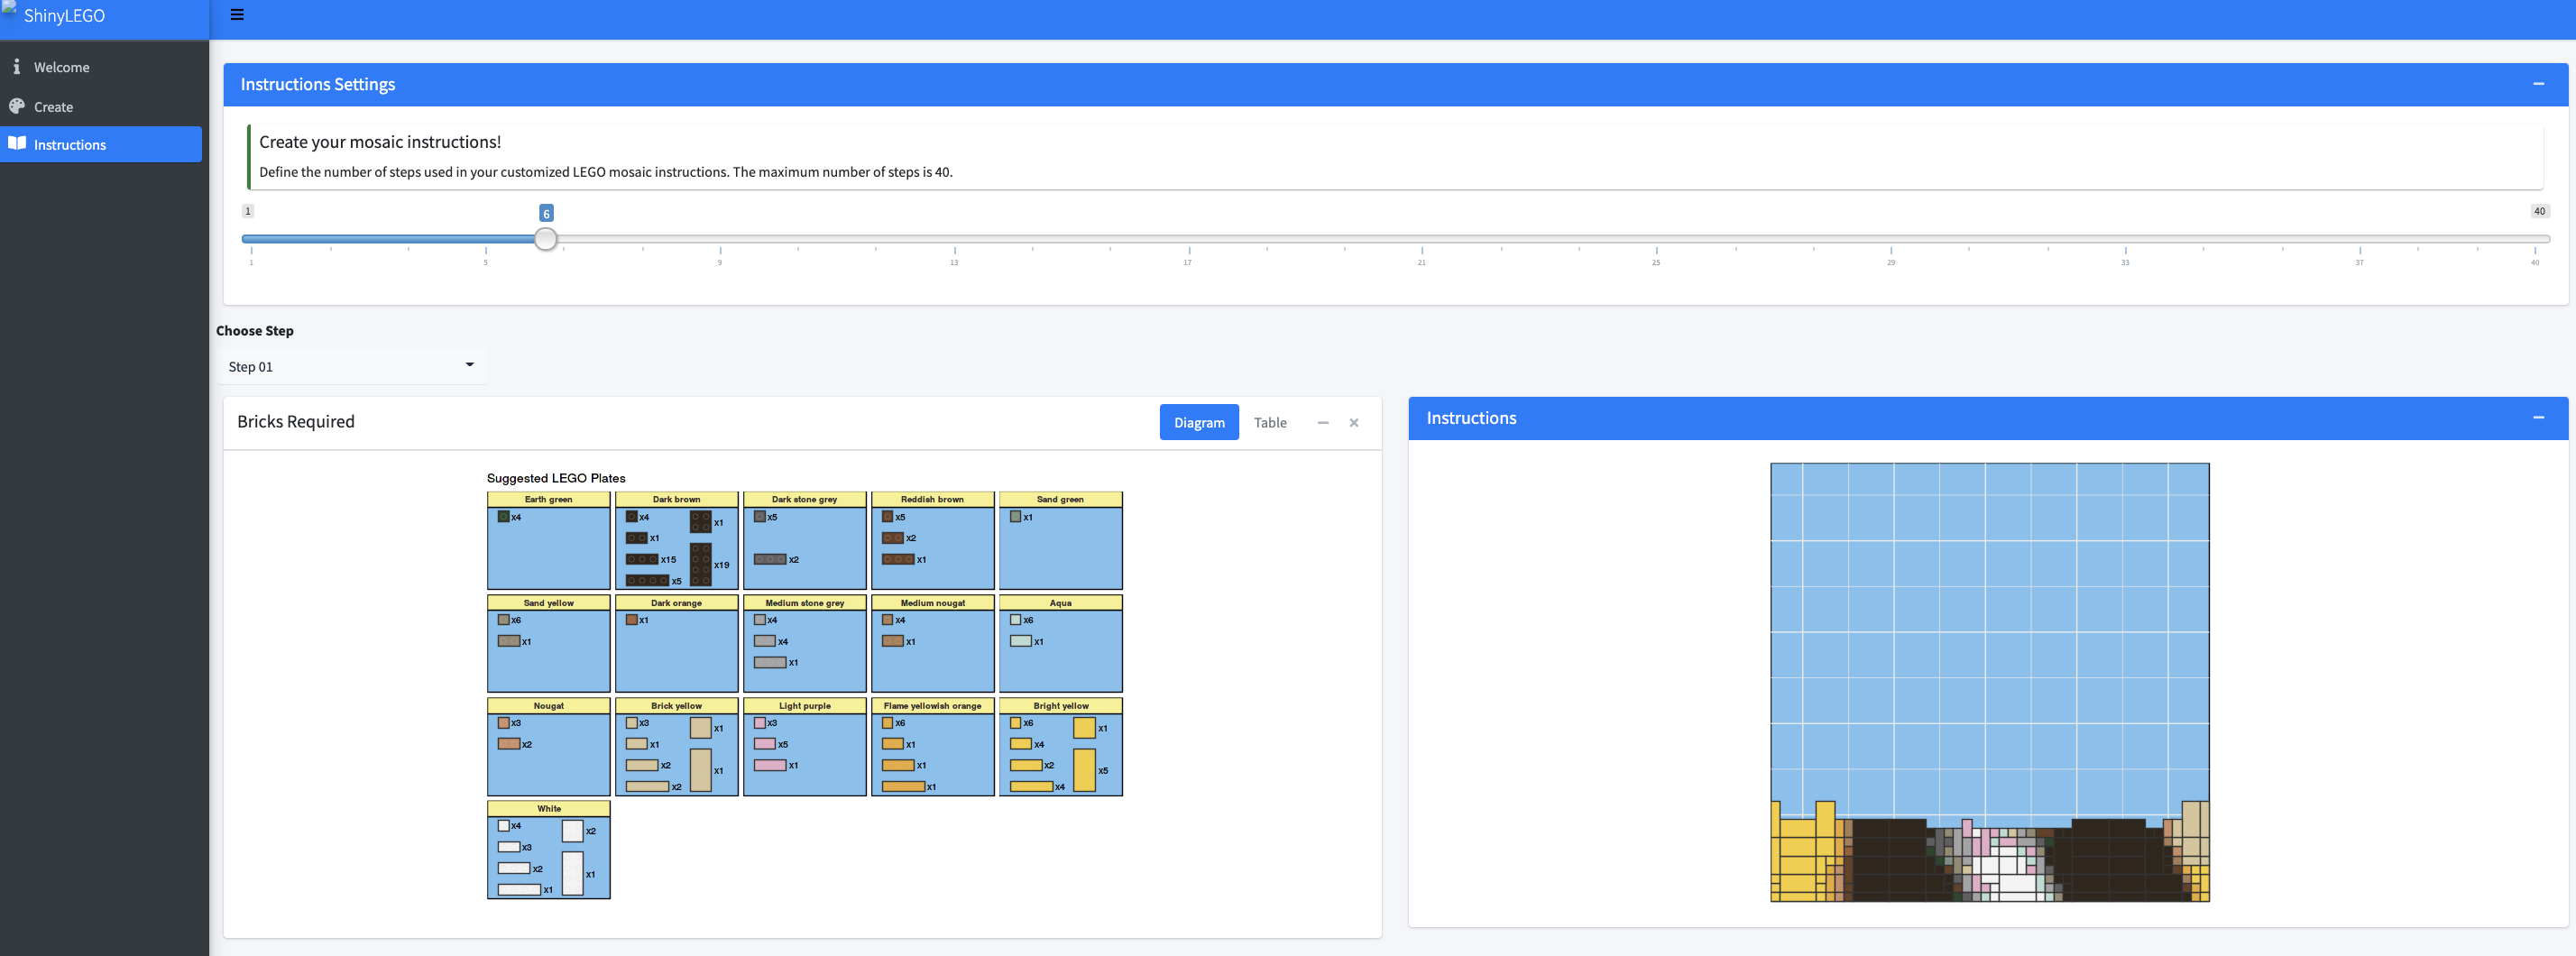 ShinyLEGO
Welcome
Create
Instructions
Instructions Settings
Create your mosaic instructions!
Define the number of steps used in your customized LEGO mosaic instructions. The maximum number of steps is 40.
1 6 40
1 5 9 13 17 21 25 29 33 37 40
Choose Step
Step 01
Bricks Required
Diagram Table
Suggested LEGO Plates
Earth green
x4
Dark brown
x4
x1
x15
x5
x1
x19
Dark stone grey
x5
x2
Reddish brown
x5
x2
x1
Sand green
x1
Sand yellow
x6
x1
Dark orange
x1
Medium stone grey
x4
x4
x1
Medium nougat
x4
x1
Aqua
x6
x1
Nougat
x3
x2
Brick yellow
x3
x1
x2
x2
x1
x1
Light purple
x3
x5
x1
Flame yellowish orange
x6
x1
x1
x1
Bright yellow
x6
x4
x2
x4
x1
x5
White
x4
x3
x2
x1
x2
x1
Instructions